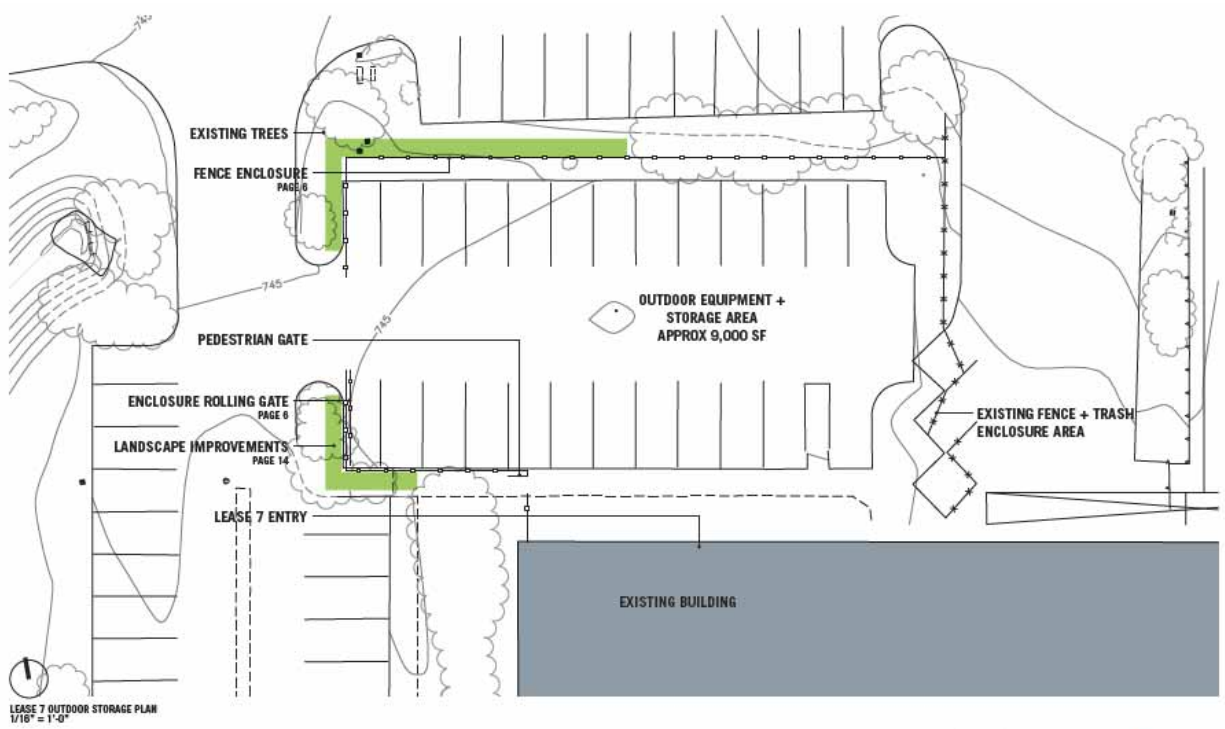 745
EXISTING TREES
FENCE ENCLOSURE
PAGE 6
745
OUTDOOR EQUIPMENT +
STORAGE AREA
APPROX 9,000 SF
745
PEDESTRIAN GATE
ENCLOSURE ROLLING GATE
PAGE 6
EXISTING FENCE + TRASH
ENCLOSURE AREA
LANDSCAPE IMPROVEMENTS
PAGE 14
LEASE 7 ENTRY
EXISTING BUILDING
LEASE 7 OUTDOOR STORAGE PLAN
1/16" = 1'-0"